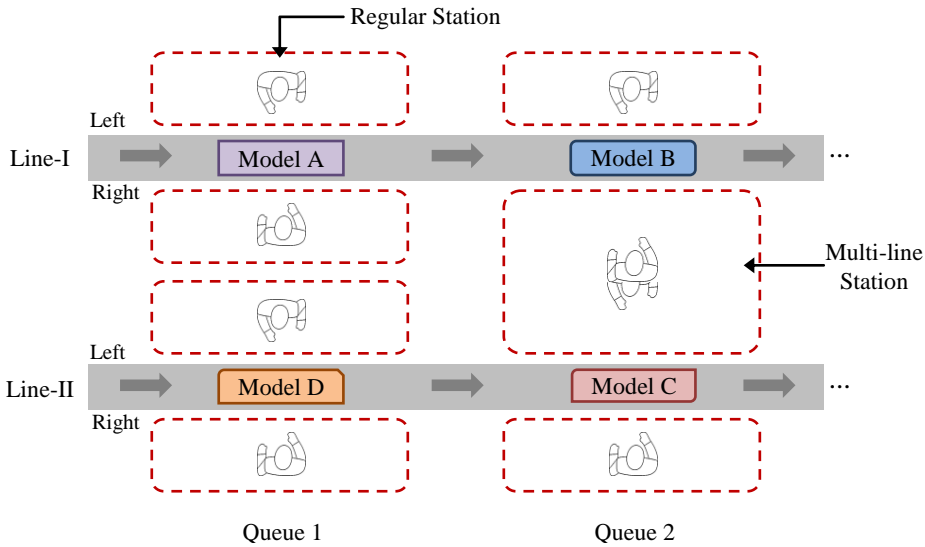 Regular Station
Left
Line-I
Model A
Model B
...
Right
Multi-line
Station
Left
Line-II
Model D
Model C
...
Right
Queue 1
Queue 2